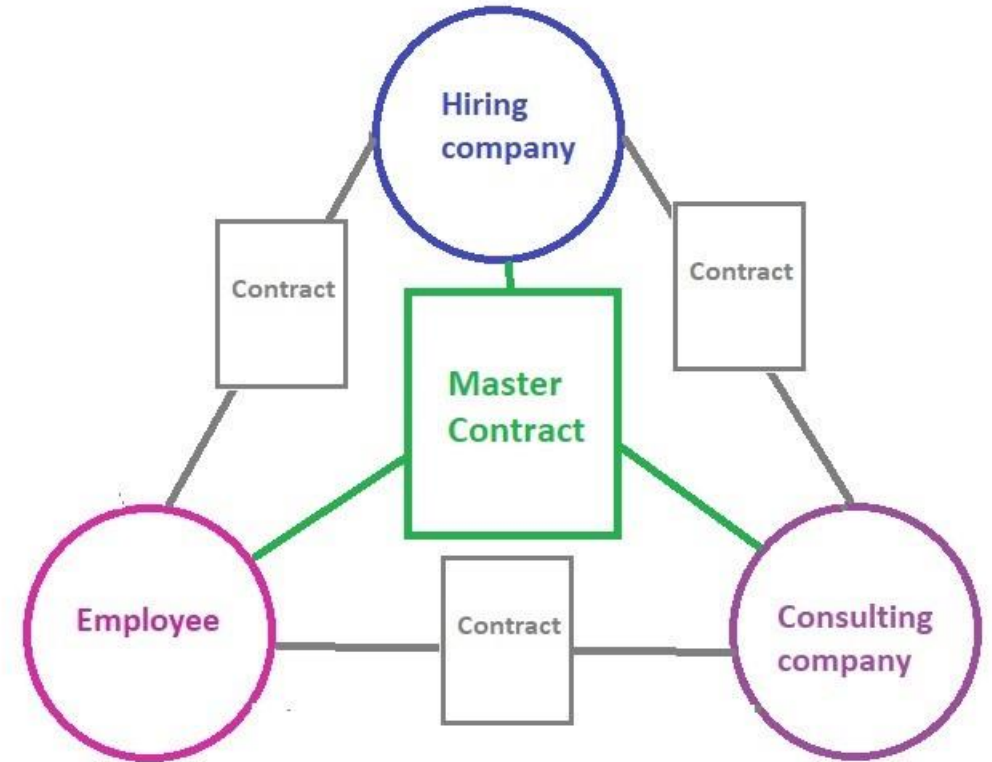 Hiring
company
Contract
Contract
Master
Contract
Employee
Contract
Consulting
company